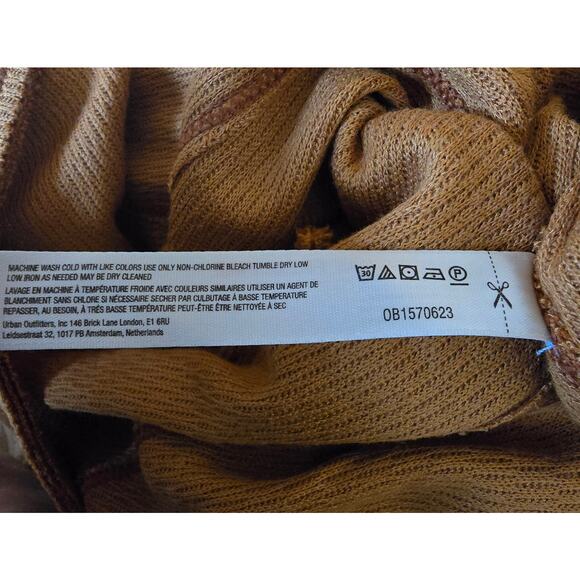 MACHINE WASH COLD WITH LIKE COLORS USE ONLY NON-CHLORINE BLEACH TUMBLE DRY LOW
LOW IRON AS NEEDED MAY BE DRY CLEANED
LAVAGE EN MACHINE À TEMPÉRATURE FROIDE AVEC COULEURS SIMILAIRES UTILISER UN AGENT DE
BLANCHIMENT SANS CHLORE SI NÉCESSAIRE SECHER PAR CULBUTAGE À BASSE TEMPERATURE
REPASSER, AU BESOIN, À TRÉS BASSE TEMPÉRATURE PEUT-ÊTRE ÊTRE NETTOYÉE À SEC
Urban Outfitters, Inc 146 Brick Lane London, E1 6RU
Leidsestraat 32, 1017 PB Amsterdam, Netherlands
30 P
OB1570623